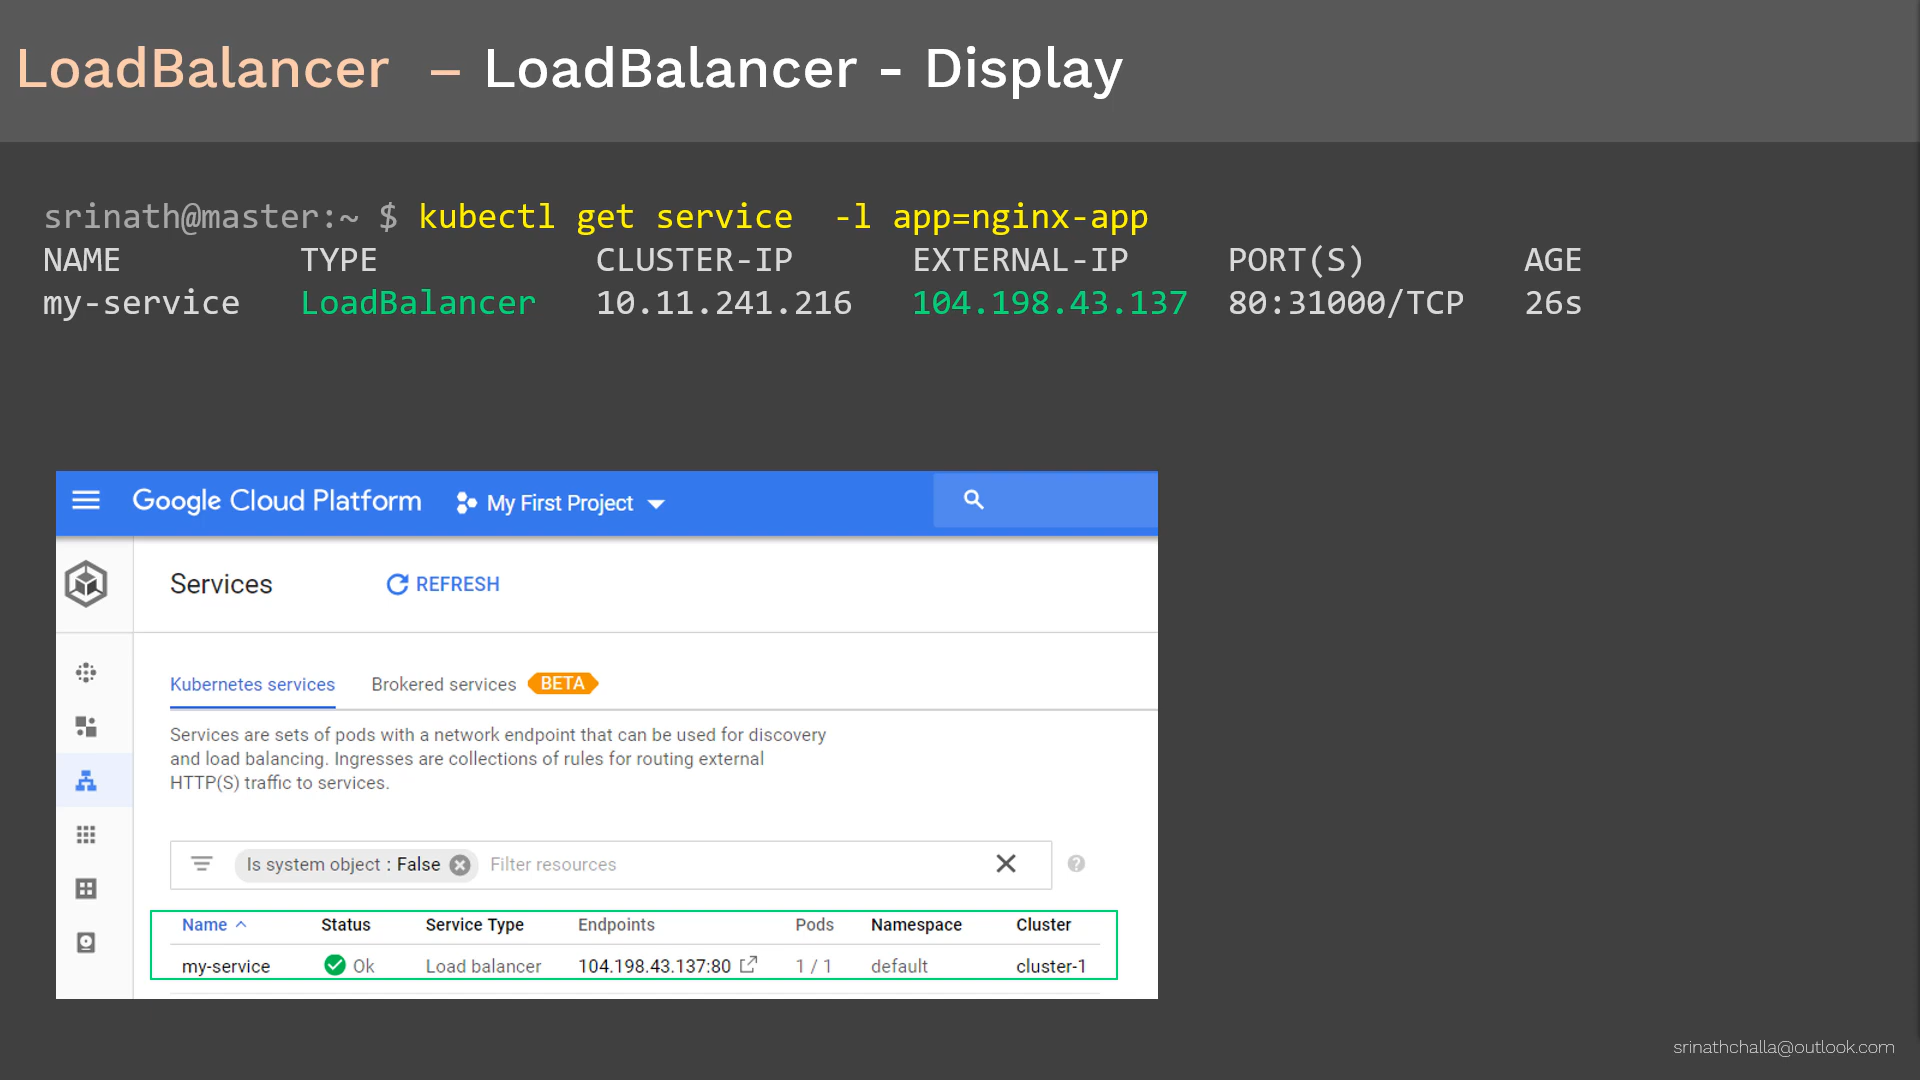 LoadBalancer – LoadBalancer - Display
srinath@master:~ $ kubectl get service -l app=nginx-app
NAME TYPE CLUSTER-IP EXTERNAL-IP PORT(S) AGE
my-service LoadBalancer 10.11.241.216 104.198.43.137 80:31000/TCP 26s
Google Cloud Platform My First Project
Services REFRESH
Kubernetes services Brokered services BETA
Services are sets of pods with a network endpoint that can be used for discovery
and load balancing. Ingresses are collections of rules for routing external
HTTP(S) traffic to services.
Is system object : False Filter resources
Name Status Service Type Endpoints Pods Namespace Cluster
my-service Ok Load balancer 104.198.43.137:80 1 / 1 default cluster-1
srinathchalla@outlook.com